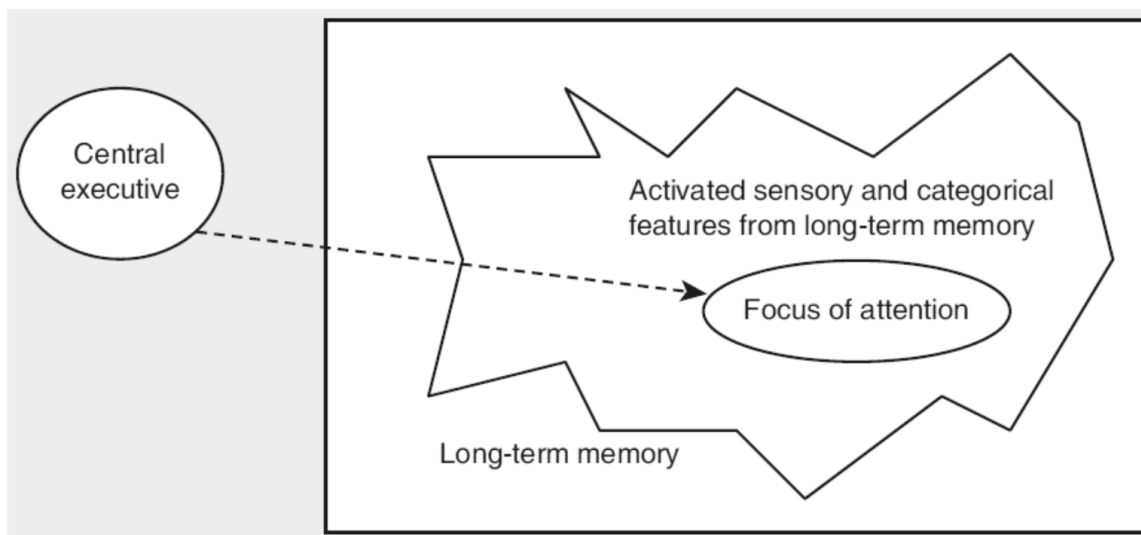 Central
executive
Activated sensory and categorical
features from long-term memory
Focus of attention
Long-term memory